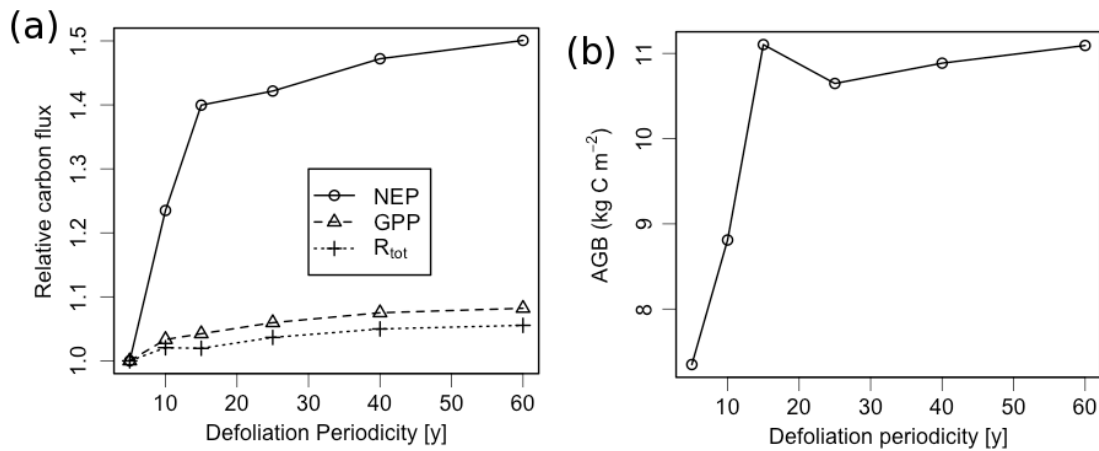 (a)
Relative carbon flux
1.5
1.4
1.3
1.2
1.1
1.0
NEP
GPP
Rtot
10 20 30 40 50 60
Defoliation Periodicity [y]
(b)
AGB (kg C m−2)
11
10
9
8
10 20 30 40 50 60
Defoliation periodicity [y]